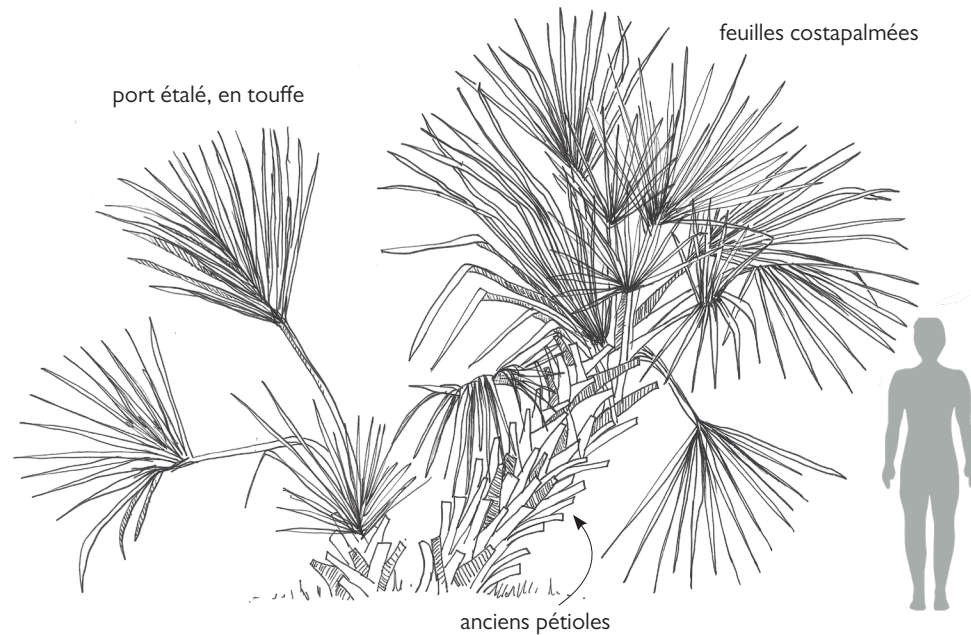 feuilles costapalmées
port étalé, en touffe
anciens pétioles